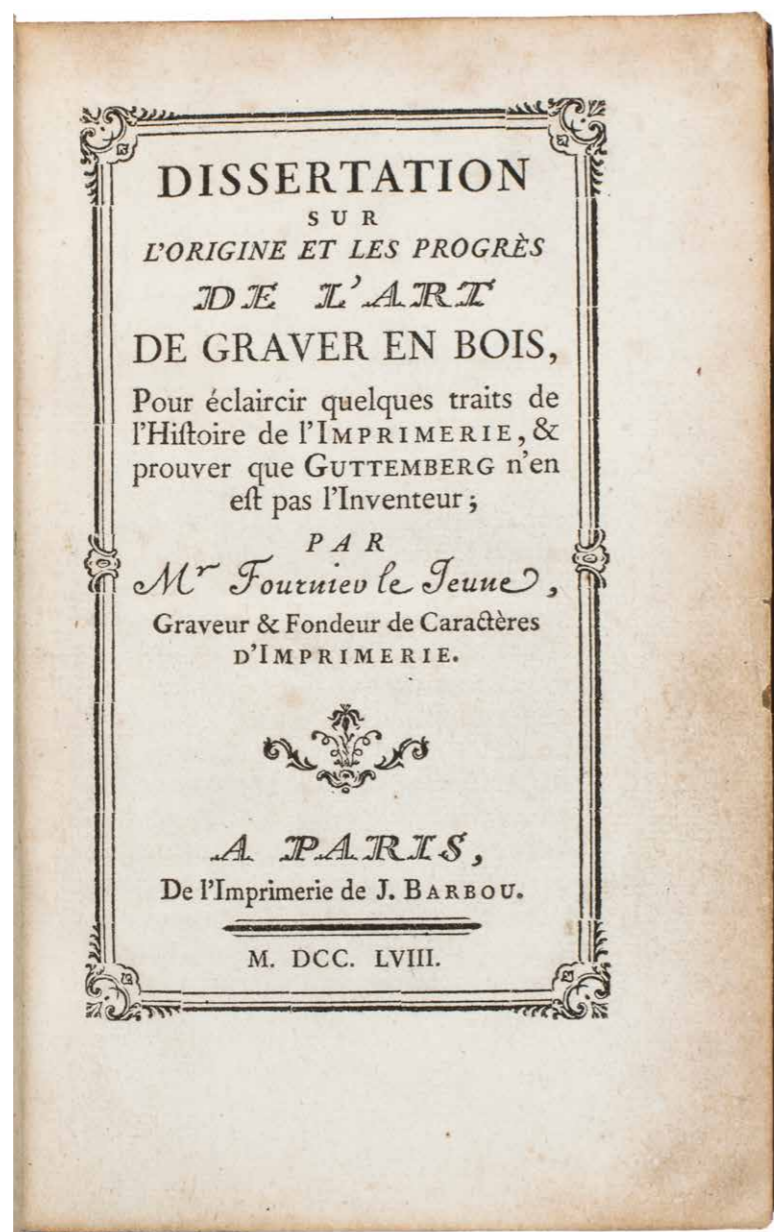 DISSERTATION
SUR
L'ORIGINE ET LES PROGRÈS
DE L'ART
DE GRAVER EN BOIS,
Pour éclaircir quelques traits de
l'Hiſtoire de l'IMPRIMERIE, &
prouver que GUTTEMBERG n'en
eſt pas l'Inventeur ;
PAR
Mr Fournier le Jeune,
Graveur & Fondeur de Caractères
D'IMPRIMERIE.
A PARIS,
De l'Imprimerie de J. BARBOU.
M. DCC. LVIII.